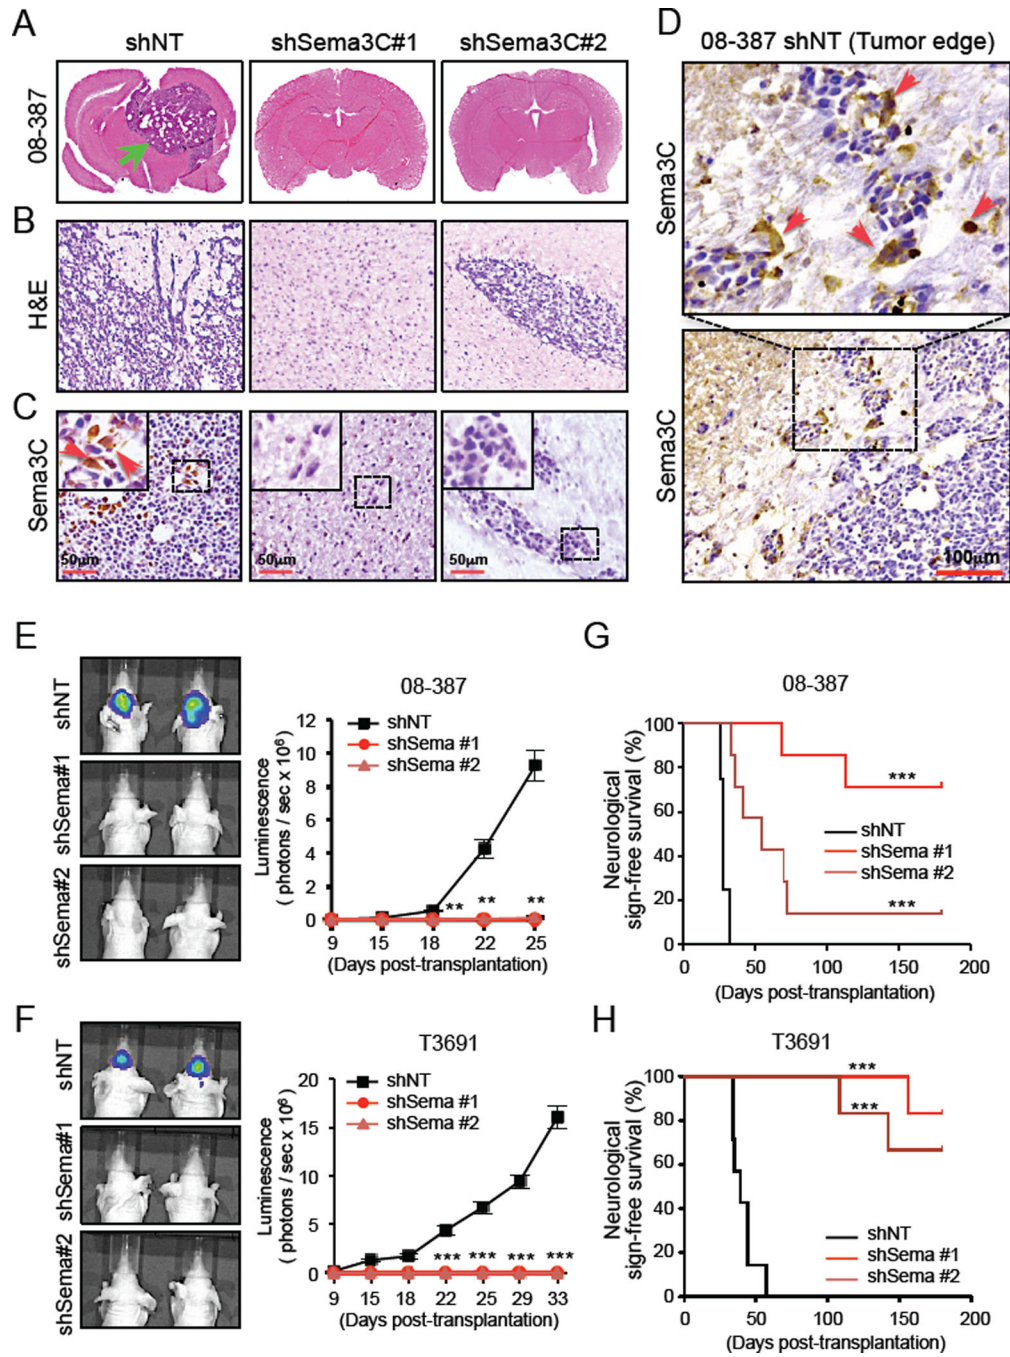 A
shNT
shSema3C#1
shSema3C#2
08-387
B
H&E
C
Sema3C
50µm
50µm
50µm
D
08-387 shNT (Tumor edge)
Sema3C
Sema3C
100µm
E
shNT
shSema#1
shSema#2
08-387
Luminescence
( photons / sec x 10⁶)
12
10
8
6
4
2
0
shNT
shSema #1
shSema #2
** ** **
9 15 18 22 25
(Days post-transplantation)
G
08-387
Neurological
sign-free survival (%)
100
80
60
40
20
0
***
shNT
shSema #1
shSema #2
***
0 50 100 150 200
(Days post-transplantation)
F
shNT
shSema#1
shSema#2
T3691
Luminescence
( photons / sec x 10⁶)
20
15
10
5
0
shNT
shSema #1
shSema #2
*** *** *** ***
9 15 18 22 25 29 33
(Days post-transplantation)
H
T3691
Neurological
sign-free survival (%)
100
80
60
40
20
0
***
***
shNT
shSema #1
shSema #2
0 50 100 150 200
(Days post-transplantation)